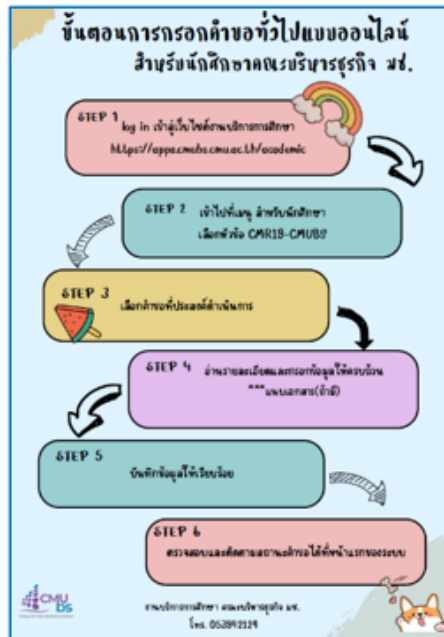 ขั้นตอนการกรอกคำขอทั่วไปแบบออนไลน์
สำหรับนักศึกษาคณะบริหารธุรกิจ มช.
STEP 1
log in เข้าสู่เว็บไซต์งานบริการการศึกษา
https://apps.cmubs.cmu.ac.th/academic
STEP 2
เข้าไปที่เมนู สำหรับนักศึกษา
เลือกหัวข้อ CMR19-CMUBS
STEP 3
เลือกคำขอที่ประสงค์ดำเนินการ
STEP 4
อ่านรายละเอียดและกรอกข้อมูลให้ครบถ้วน
***แนบเอกสาร(ถ้ามี)
STEP 5
บันทึกข้อมูลให้เรียบร้อย
STEP 6
ตรวจสอบและติดตามสถานะคำขอได้ที่หน้าแรกของระบบ
CMU
BS
งานบริการการศึกษา คณะบริหารธุรกิจ มช.
โทร.